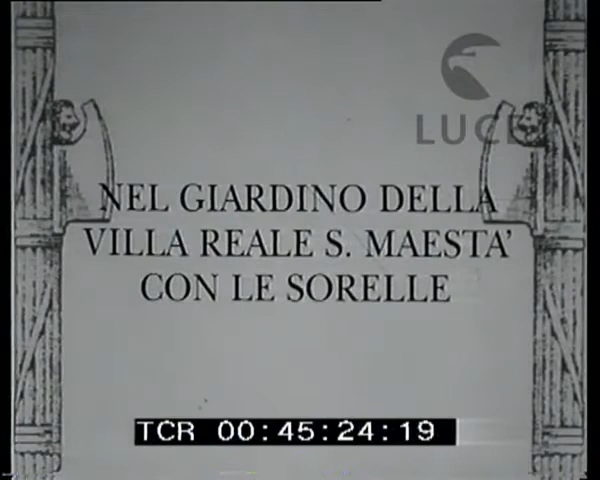 LUCE
NEL GIARDINO DELLA
VILLA REALE S. MAESTA'
CON LE SORELLE
TCR 00:45:24:19